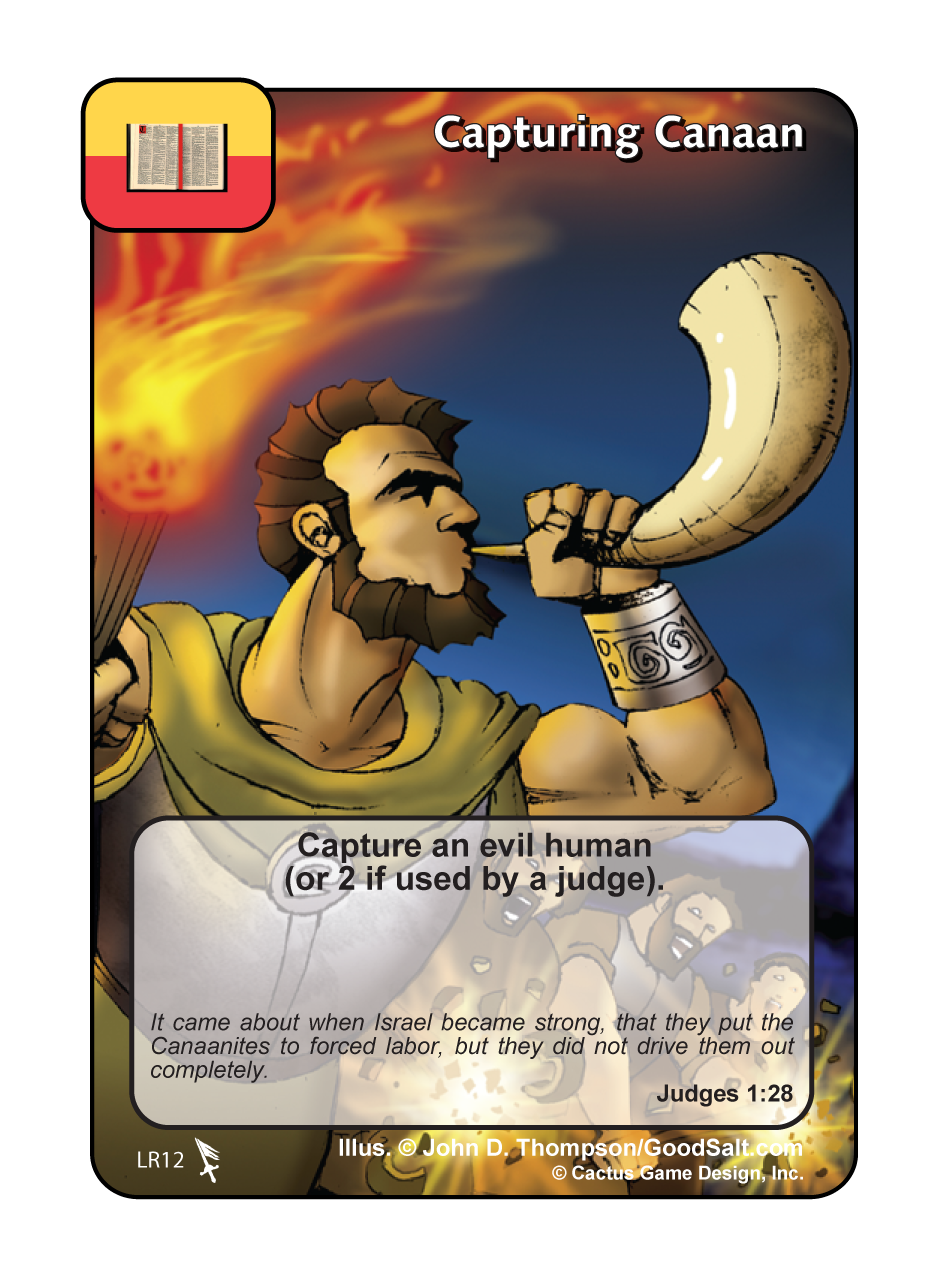 Capturing Canaan
Capture an evil human
(or 2 if used by a judge).
It came about when Israel became strong, that they put the
Canaanites to forced labor, but they did not drive them out
completely.
Judges 1:28
LR12
Illus. © John D. Thompson/GoodSalt.com
© Cactus Game Design, Inc.